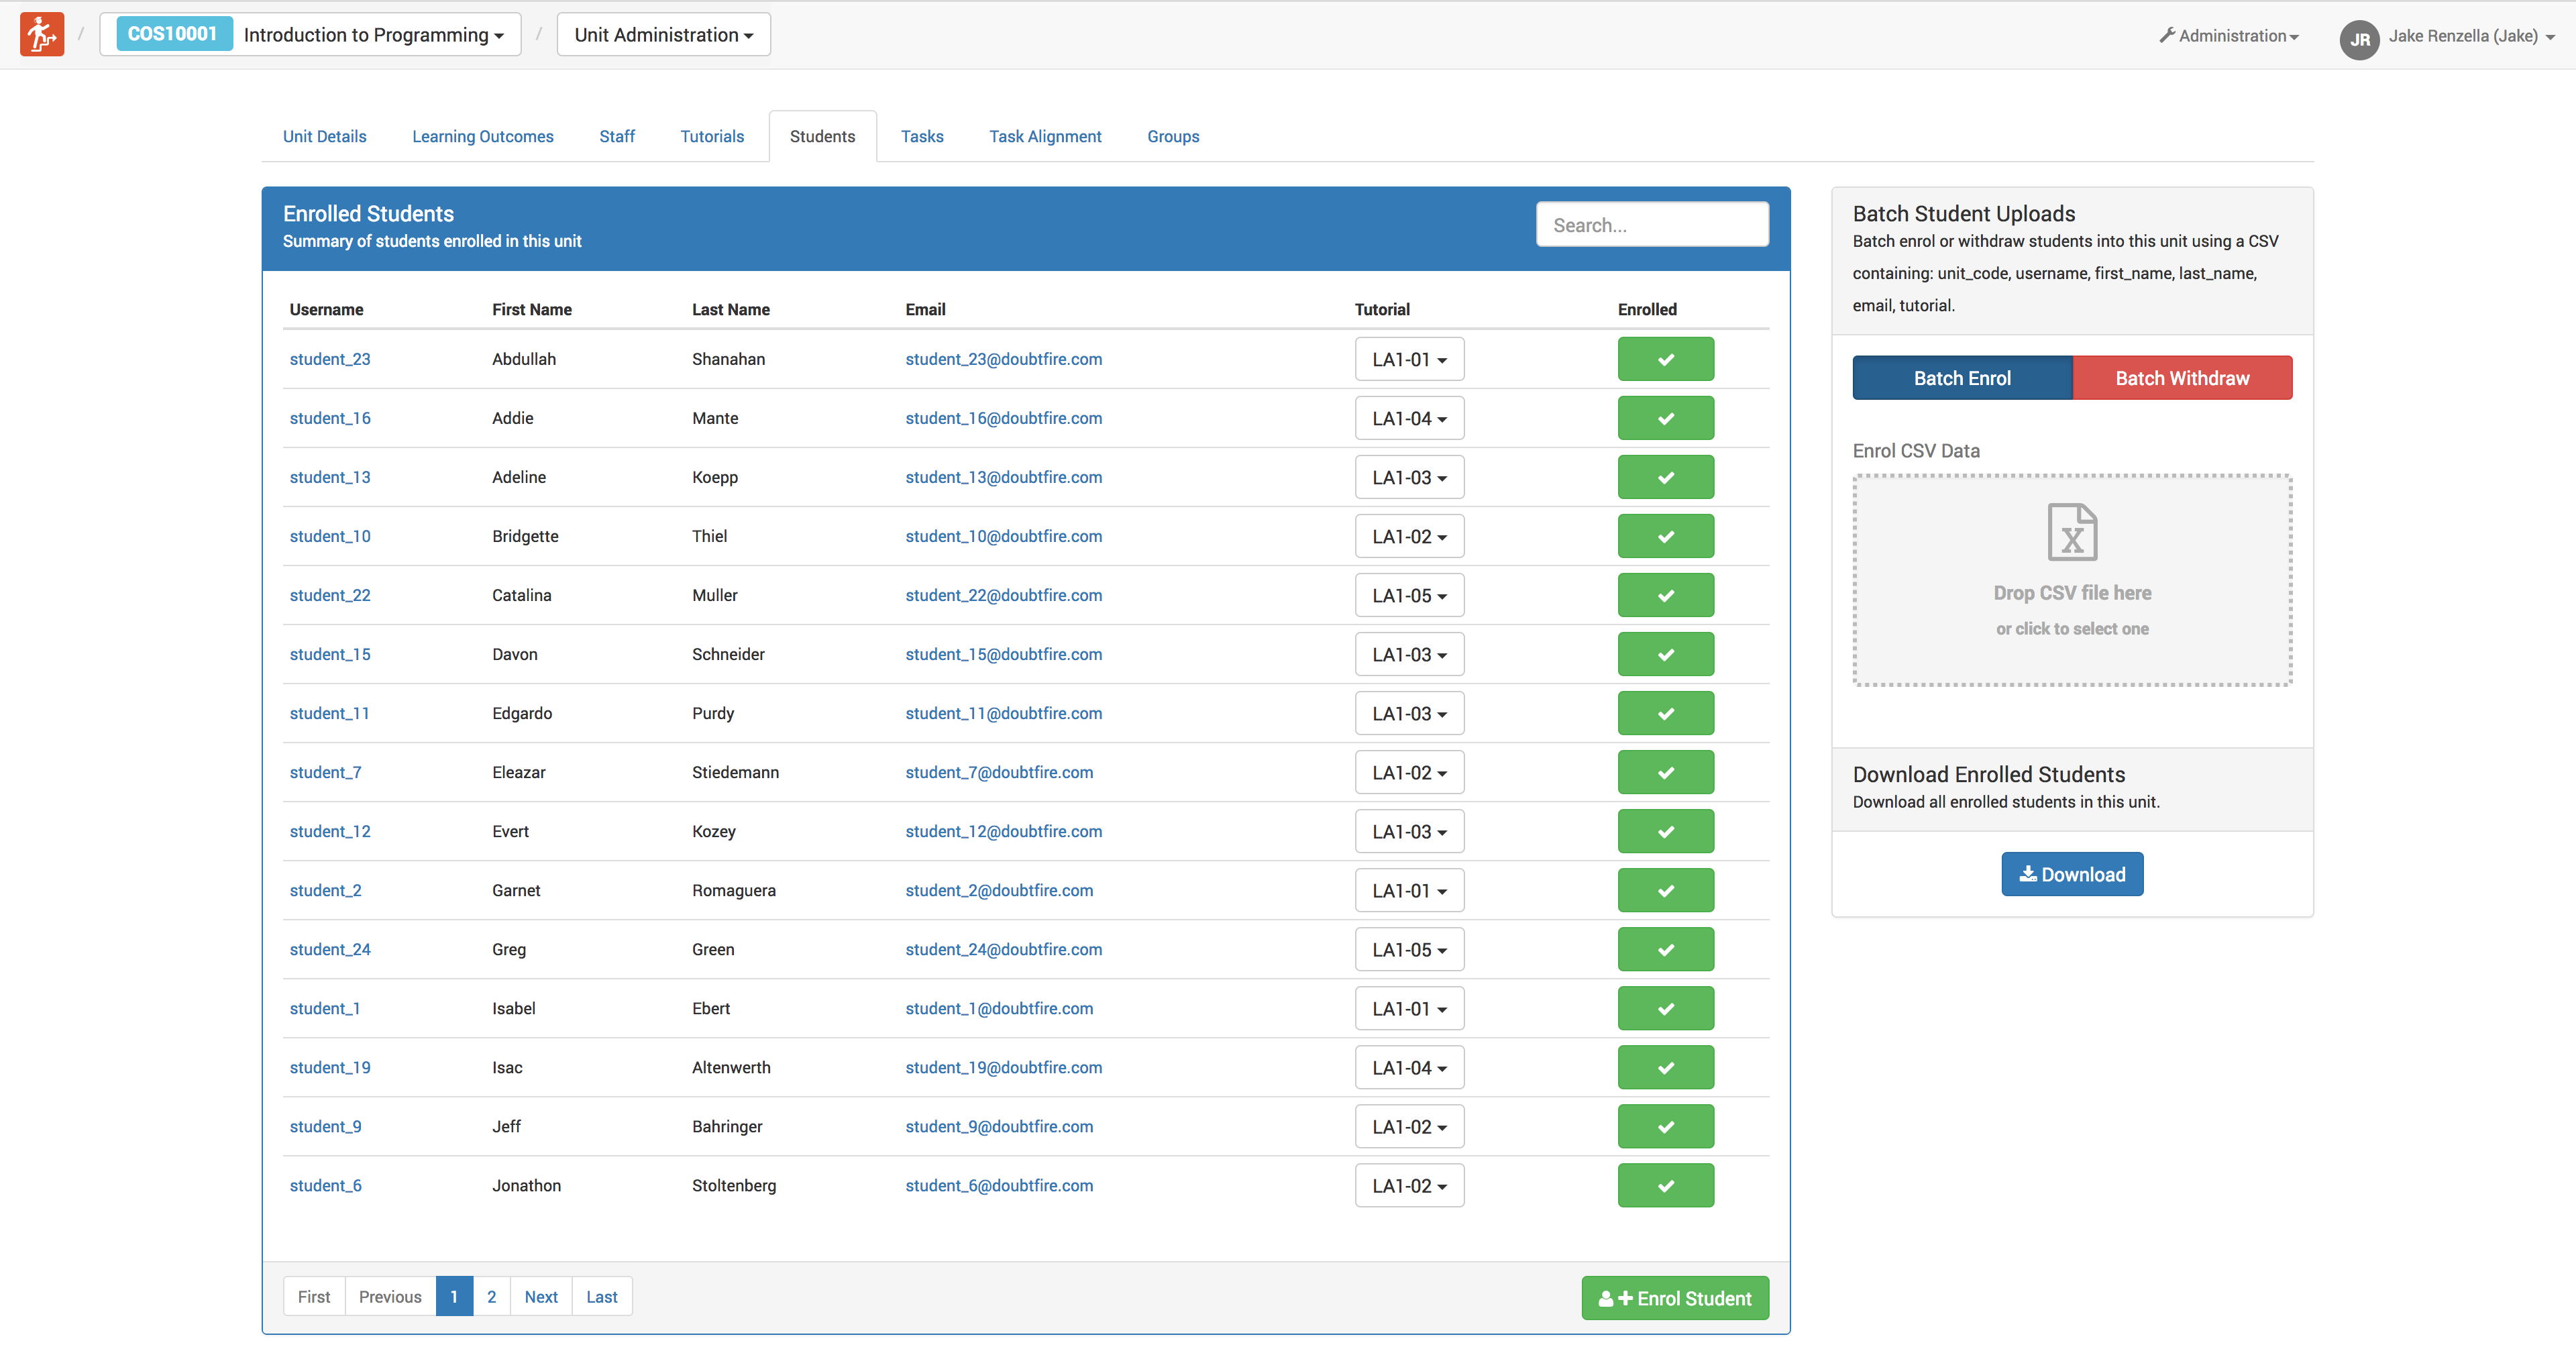 / COS10001 Introduction to Programming / Unit Administration Administration JR Jake Renzella (Jake)
Unit Details Learning Outcomes Staff Tutorials Students Tasks Task Alignment Groups
Enrolled Students
Summary of students enrolled in this unit
Search...
Username First Name Last Name Email Tutorial Enrolled
student_23 Abdullah Shanahan student_23@doubtfire.com LA1-01
student_16 Addie Mante student_16@doubtfire.com LA1-04
student_13 Adeline Koepp student_13@doubtfire.com LA1-03
student_10 Bridgette Thiel student_10@doubtfire.com LA1-02
student_22 Catalina Muller student_22@doubtfire.com LA1-05
student_15 Davon Schneider student_15@doubtfire.com LA1-03
student_11 Edgardo Purdy student_11@doubtfire.com LA1-03
student_7 Eleazar Stiedemann student_7@doubtfire.com LA1-02
student_12 Evert Kozey student_12@doubtfire.com LA1-03
student_2 Garnet Romaguera student_2@doubtfire.com LA1-01
student_24 Greg Green student_24@doubtfire.com LA1-05
student_1 Isabel Ebert student_1@doubtfire.com LA1-01
student_19 Isac Altenwerth student_19@doubtfire.com LA1-04
student_9 Jeff Bahringer student_9@doubtfire.com LA1-02
student_6 Jonathon Stoltenberg student_6@doubtfire.com LA1-02
First Previous 1 2 Next Last
Enrol Student
Batch Student Uploads
Batch enrol or withdraw students into this unit using a CSV
containing: unit_code, username, first_name, last_name,
email, tutorial.
Batch Enrol Batch Withdraw
Enrol CSV Data
X
Drop CSV file here
or click to select one
Download Enrolled Students
Download all enrolled students in this unit.
Download